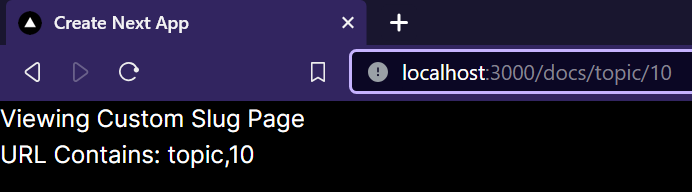 Create Next App
localhost:3000/docs/topic/10
Viewing Custom Slug Page
URL Contains: topic,10